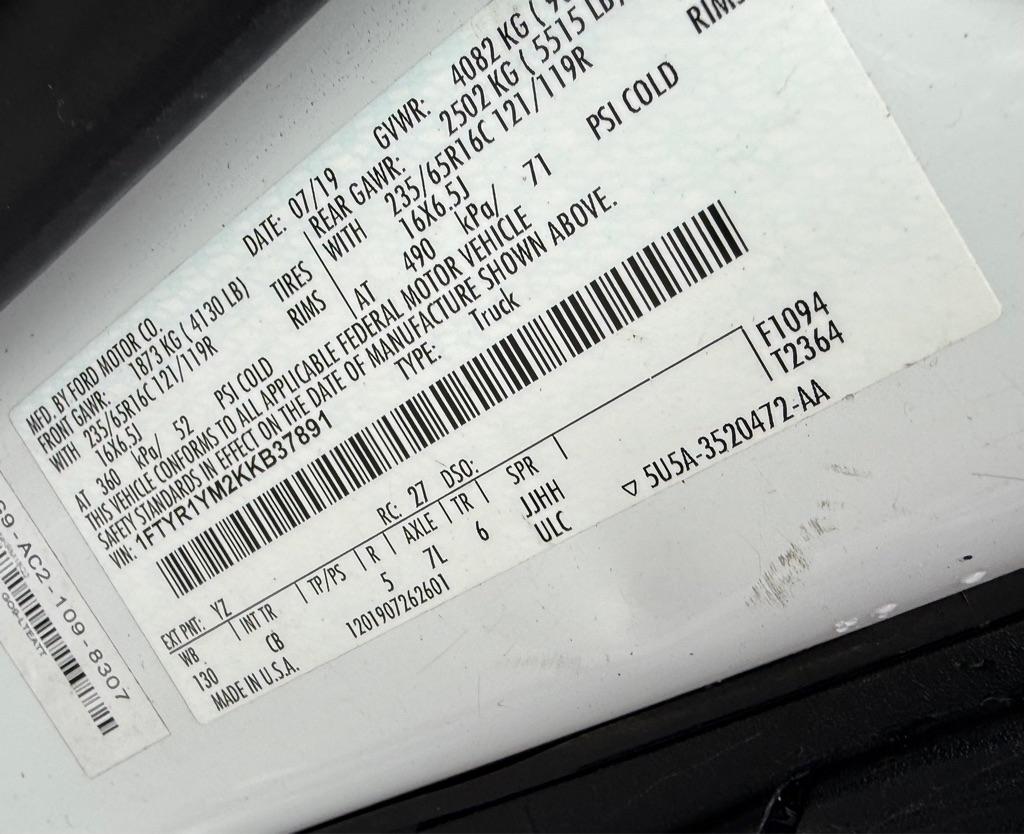 MFD. BY FORD MOTOR CO.
DATE: 07/19 GVWR: 4082 KG (
FRONT GAWR: 1873 KG ( 4130 LB) REAR GAWR: 2502 KG ( 5515 LB)
WITH 235/65R16C 121/119R TIRES WITH 235/65R16C 121/119R
16X6.5J RIMS 16X6.5J RIMS
AT 360 kPa/ 52 PSI COLD AT 490 kPa/ 71 PSI COLD
THIS VEHICLE CONFORMS TO ALL APPLICABLE FEDERAL MOTOR VEHICLE
SAFETY STANDARDS IN EFFECT ON THE DATE OF MANUFACTURE SHOWN ABOVE.
VIN: 1FTYR1YM2KKB37891 TYPE: Truck
F1094
T2364
EXT PNT: YZ RC: 27 DSO:
WB INT TR TP/PS R AXLE TR SPR
130 CB 5 7L 6 JJHH
ULC
MADE IN U.S.A. 1201907262601
▽ 5U5A-3520472-AA
9-AC2-109-8307